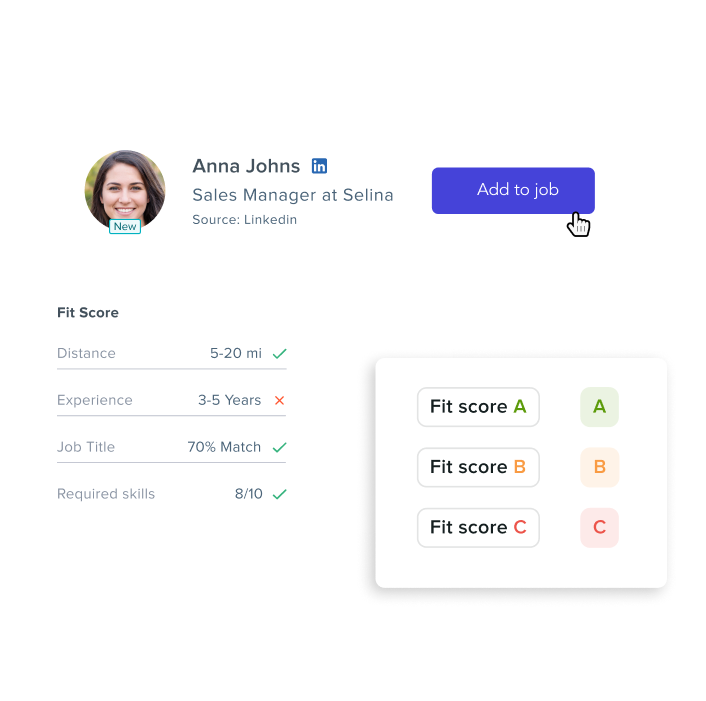 Anna Johns in
Sales Manager at Selina
Source: Linkedin
New
Add to job
Fit Score
Distance 5-20 mi
Experience 3-5 Years
Job Title 70% Match
Required skills 8/10
Fit score A A
Fit score B B
Fit score C C